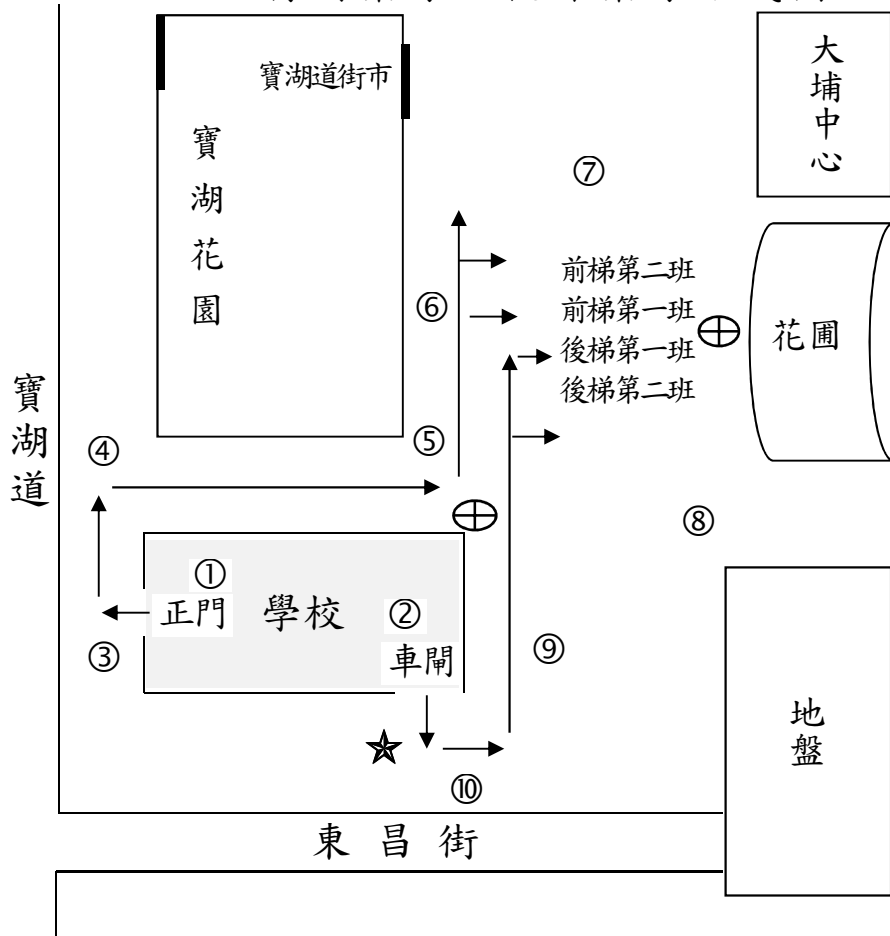 大埔中心
寶湖道街市
寶湖花園
⑦
前梯第二班
前梯第一班
後梯第一班
後梯第二班
⑥
花圃
寶湖道
④
⑤
⑧
①
正門
學校
②
車閘
③
⑨
地盤
⑩
東昌街